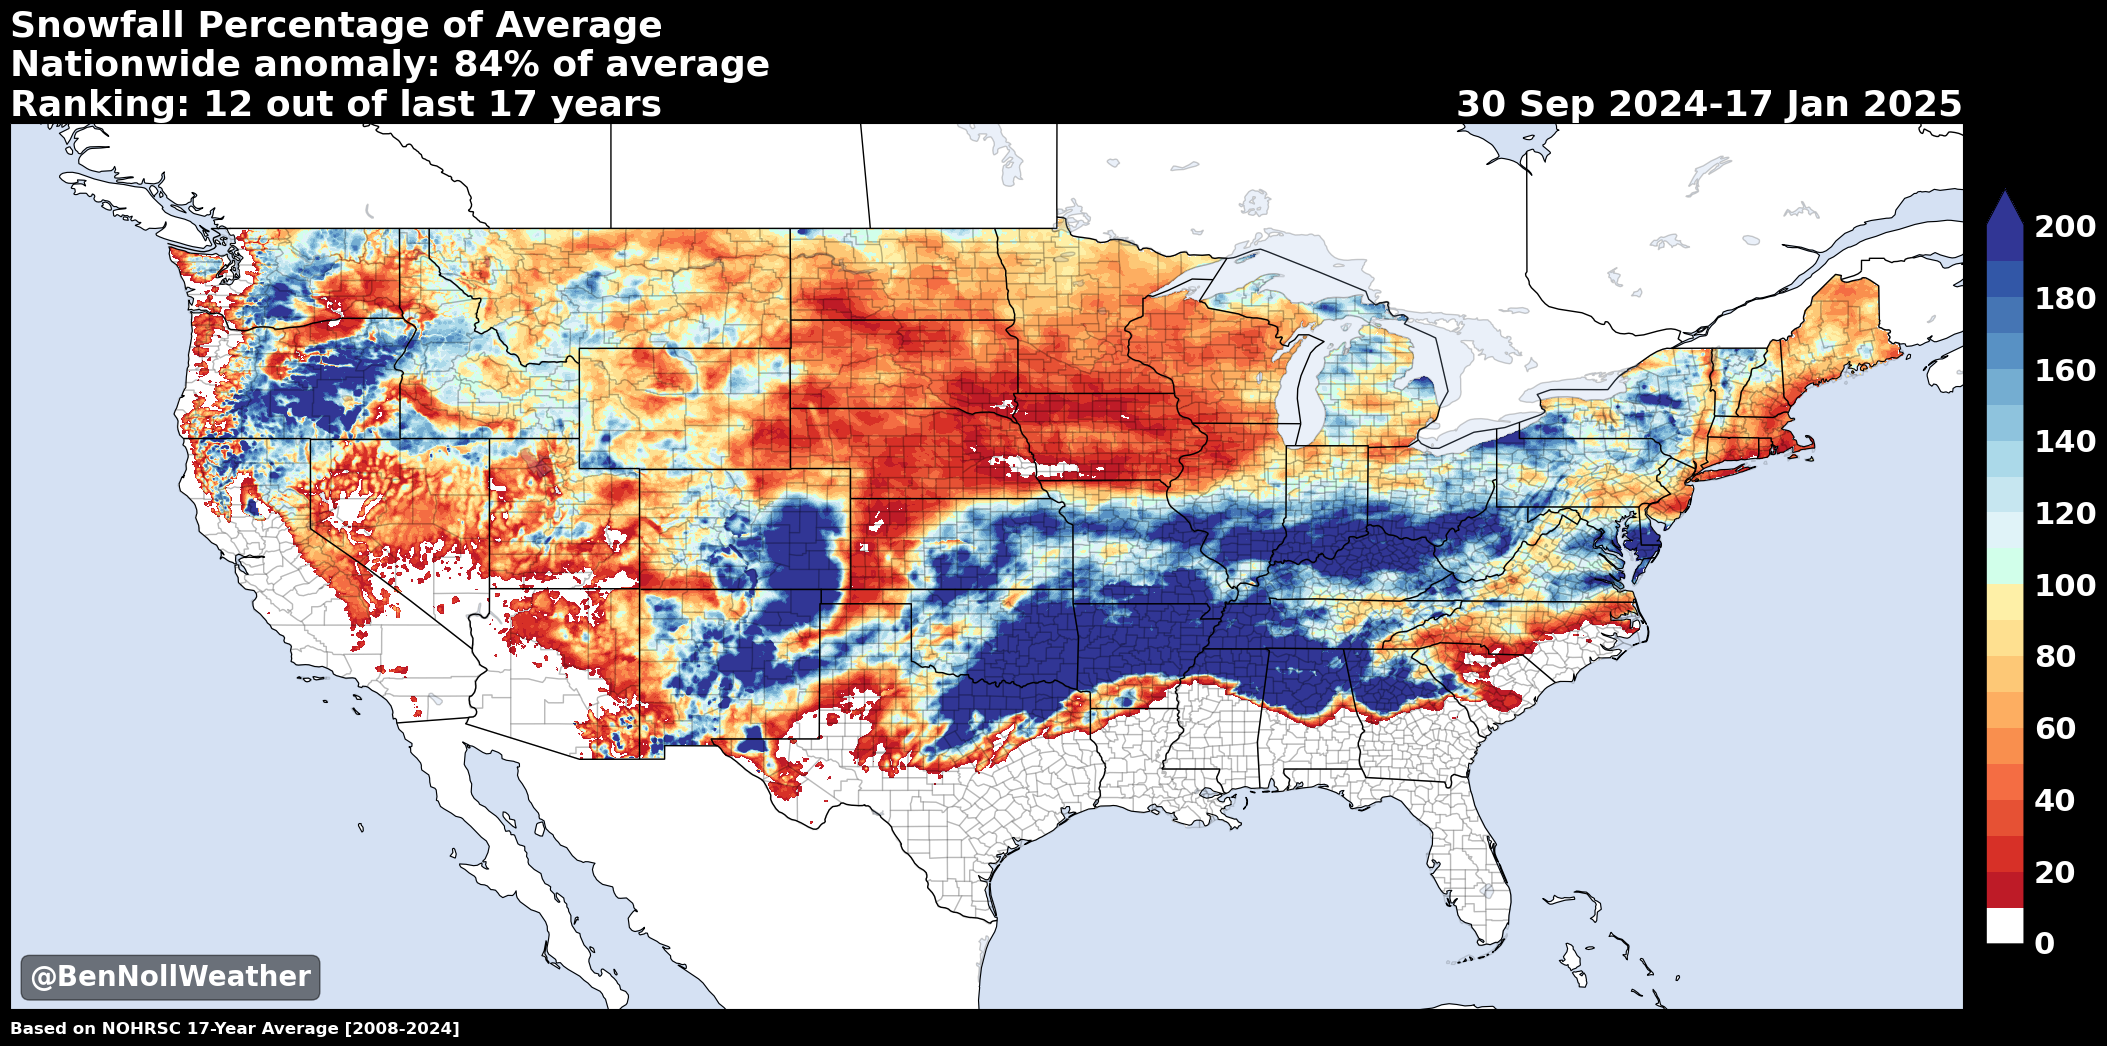 Snowfall Percentage of Average
Nationwide anomaly: 84% of average
Ranking: 12 out of last 17 years
30 Sep 2024-17 Jan 2025
200
180
160
140
120
100
80
60
40
20
0
@BenNollWeather
Based on NOHRSC 17-Year Average [2008-2024]